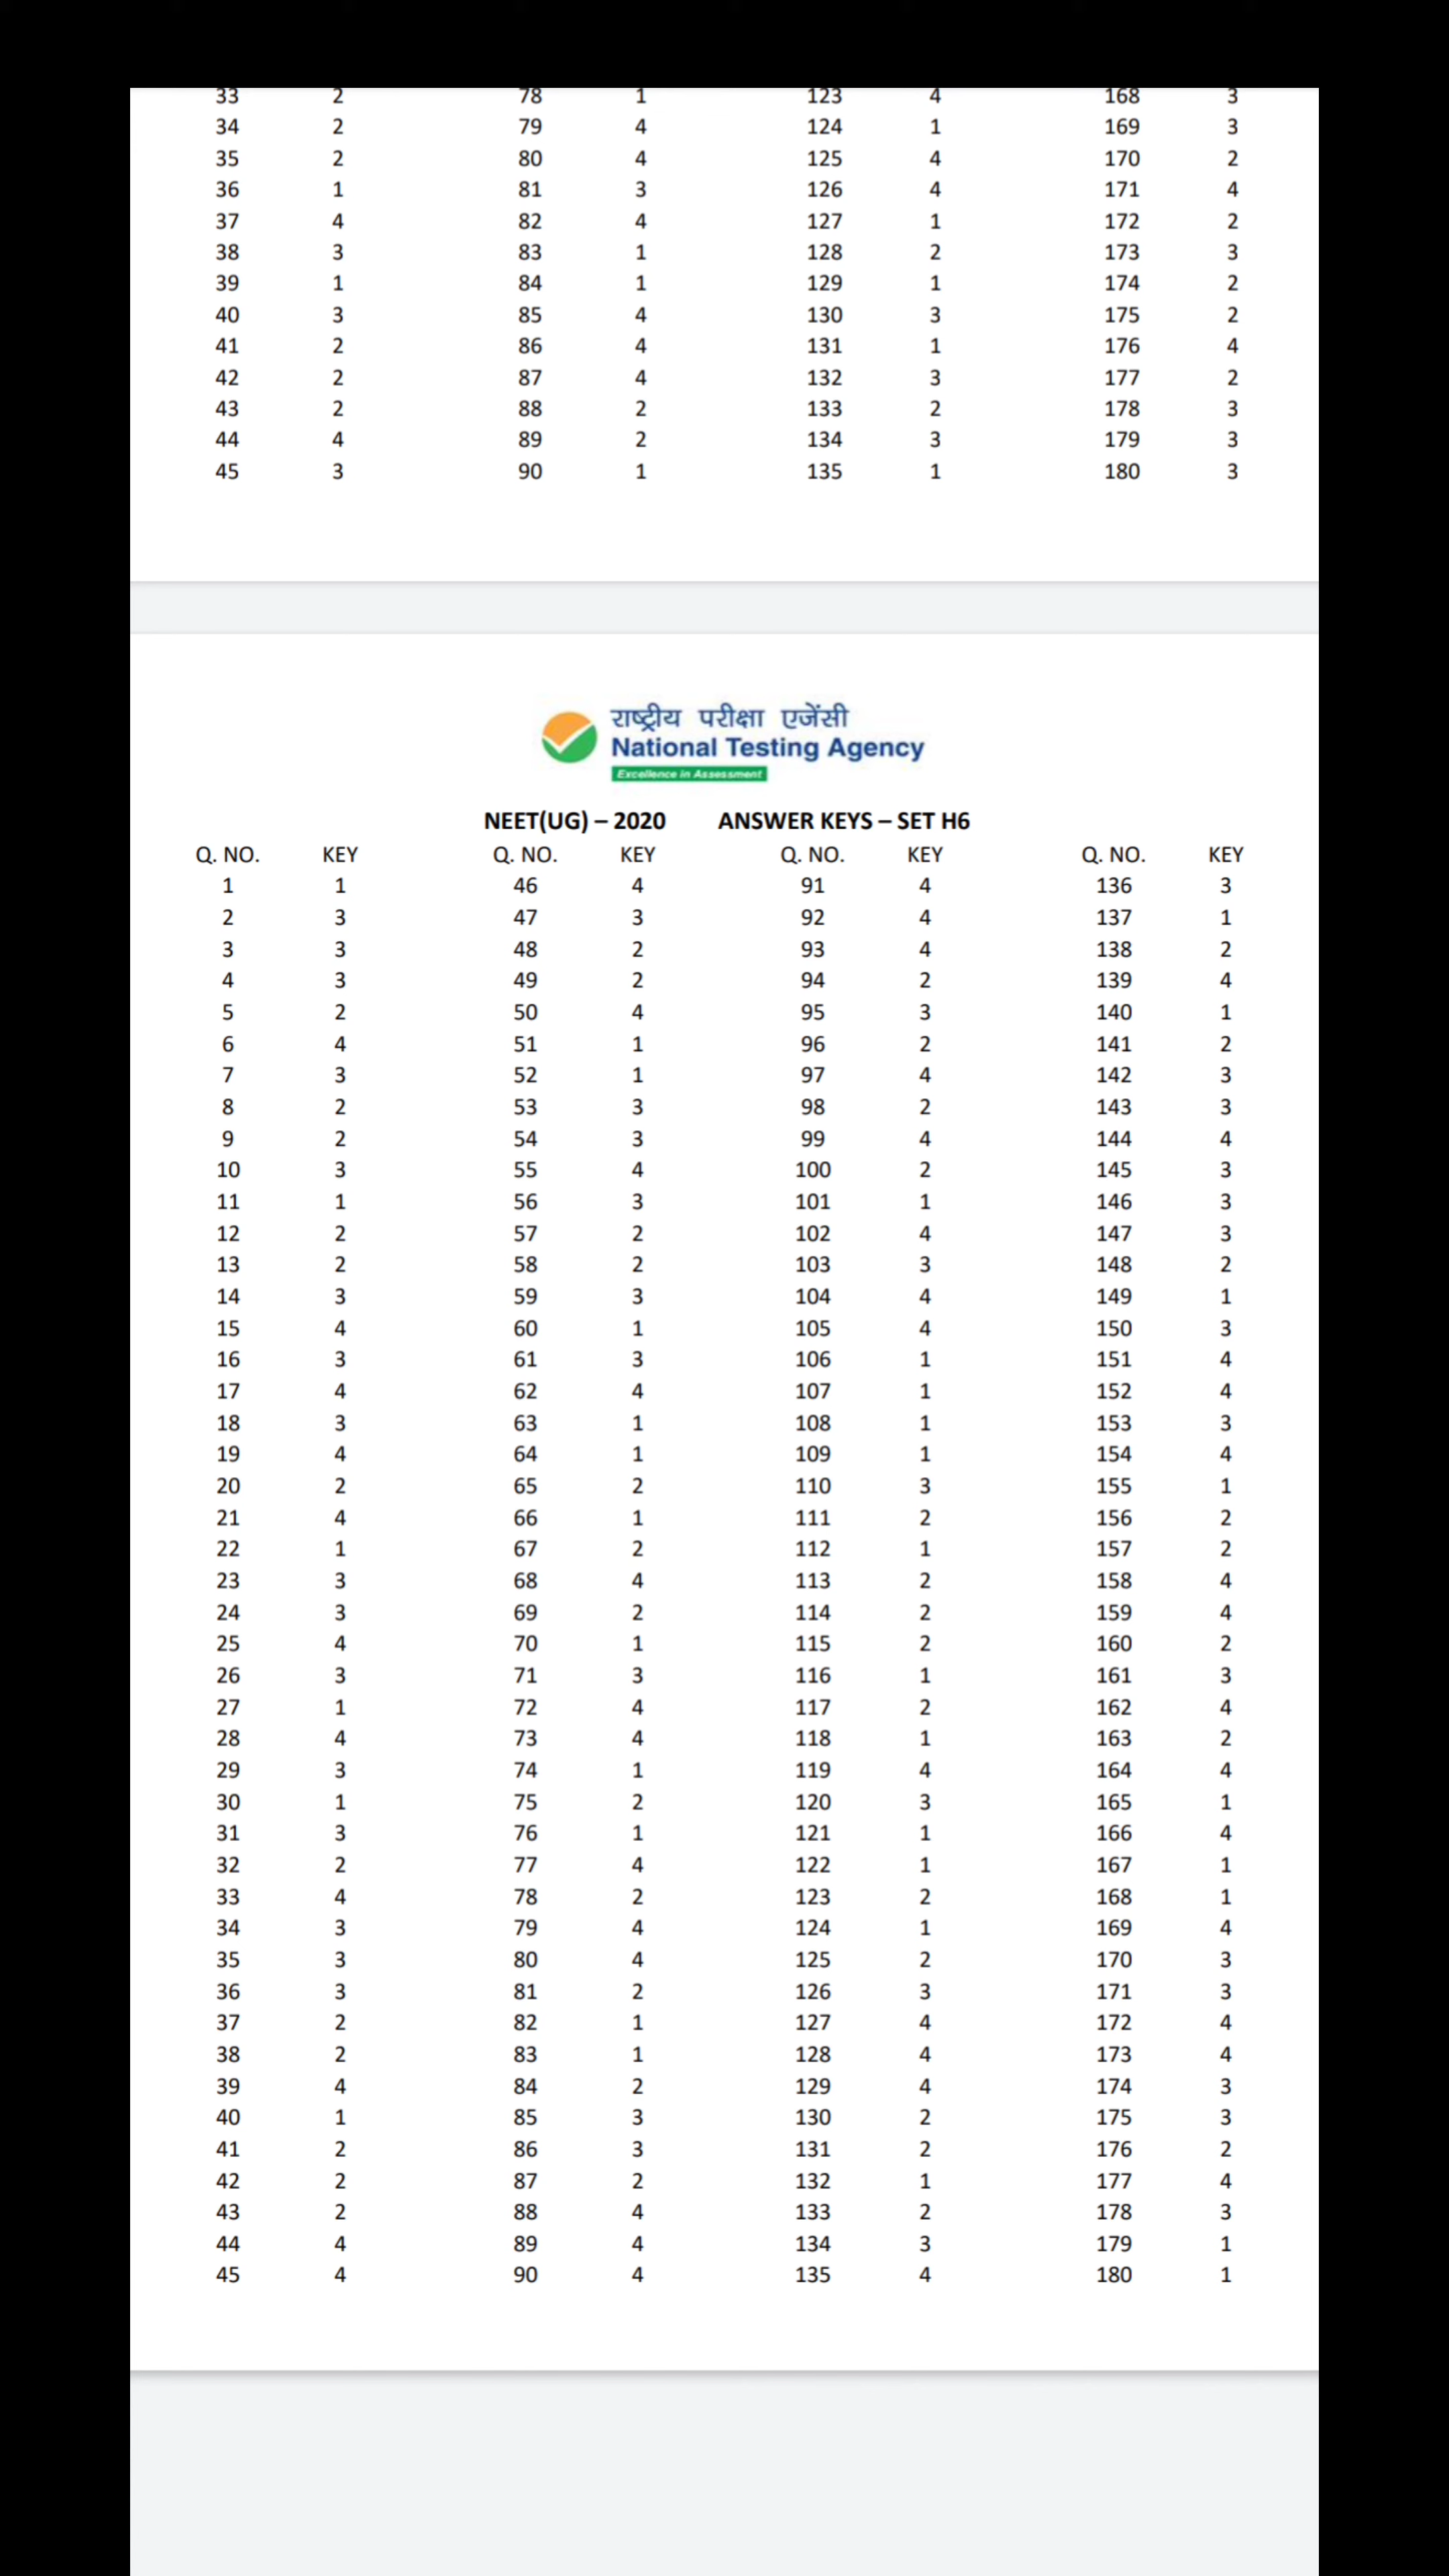 33 2 78 1 123 4 168 3
34 2 79 4 124 1 169 3
35 2 80 4 125 4 170 2
36 1 81 3 126 4 171 4
37 4 82 4 127 1 172 2
38 3 83 1 128 2 173 3
39 1 84 1 129 1 174 2
40 3 85 4 130 3 175 2
41 2 86 4 131 1 176 4
42 2 87 4 132 3 177 2
43 2 88 2 133 2 178 3
44 4 89 2 134 3 179 3
45 3 90 1 135 1 180 3
राष्ट्रीय परीक्षा एजेंसी
National Testing Agency
Excellence in Assessment
NEET(UG) – 2020 ANSWER KEYS – SET H6
Q. NO. KEY Q. NO. KEY Q. NO. KEY Q. NO. KEY
1 1 46 4 91 4 136 3
2 3 47 3 92 4 137 1
3 3 48 2 93 4 138 2
4 3 49 2 94 2 139 4
5 2 50 4 95 3 140 1
6 4 51 1 96 2 141 2
7 3 52 1 97 4 142 3
8 2 53 3 98 2 143 3
9 2 54 3 99 4 144 4
10 3 55 4 100 2 145 3
11 1 56 3 101 1 146 3
12 2 57 2 102 4 147 3
13 2 58 2 103 3 148 2
14 3 59 3 104 4 149 1
15 4 60 1 105 4 150 3
16 3 61 3 106 1 151 4
17 4 62 4 107 1 152 4
18 3 63 1 108 1 153 3
19 4 64 1 109 1 154 4
20 2 65 2 110 3 155 1
21 4 66 1 111 2 156 2
22 1 67 2 112 1 157 2
23 3 68 4 113 2 158 4
24 3 69 2 114 2 159 4
25 4 70 1 115 2 160 2
26 3 71 3 116 1 161 3
27 1 72 4 117 2 162 4
28 4 73 4 118 1 163 2
29 3 74 1 119 4 164 4
30 1 75 2 120 3 165 1
31 3 76 1 121 1 166 4
32 2 77 4 122 1 167 1
33 4 78 2 123 2 168 1
34 3 79 4 124 1 169 4
35 3 80 4 125 2 170 3
36 3 81 2 126 3 171 3
37 2 82 1 127 4 172 4
38 2 83 1 128 4 173 4
39 4 84 2 129 4 174 3
40 1 85 3 130 2 175 3
41 2 86 3 131 2 176 2
42 2 87 2 132 1 177 4
43 2 88 4 133 2 178 3
44 4 89 4 134 3 179 1
45 4 90 4 135 4 180 1